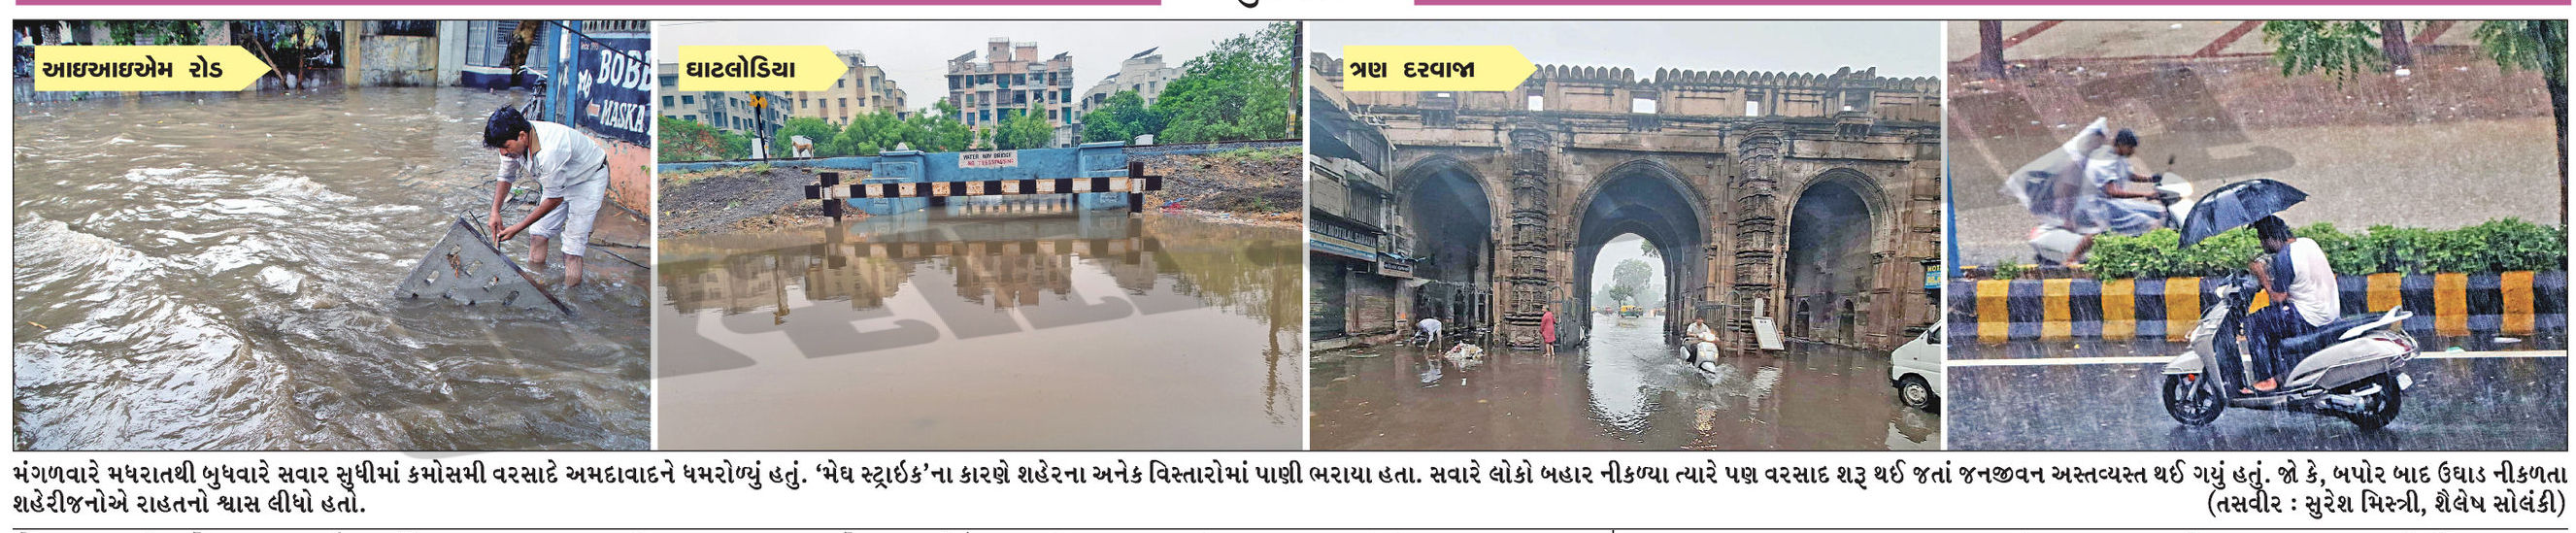 આઇઆઇએમ રોડ
BOBB
MASKA
ઘાટલોડિયા
WATER WAY BRIDGE
NO TRESPASSING
ત્રણ દરવાજા
મંગળવારે મધરાતથી બુધવારે સવાર સુધીમાં કમોસમી વરસાદે અમદાવાદને ધમરોળ્યું હતું. ‘મેઘ સ્ટ્રાઇક’ના કારણે શહેરના અનેક વિસ્તારોમાં પાણી ભરાયા હતા. સવારે લોકો બહાર નીકળ્યા ત્યારે પણ વરસાદ શરૂ થઈ જતાં જનજીવન અસ્તવ્યસ્ત થઈ ગયું હતું. જો કે, બપોર બાદ ઉઘાડ નીકળતા
શહેરીજનોએ રાહતનો શ્વાસ લીધો હતો.
(તસવીર : સુરેશ મિસ્ત્રી, શૈલેષ સોલંકી)